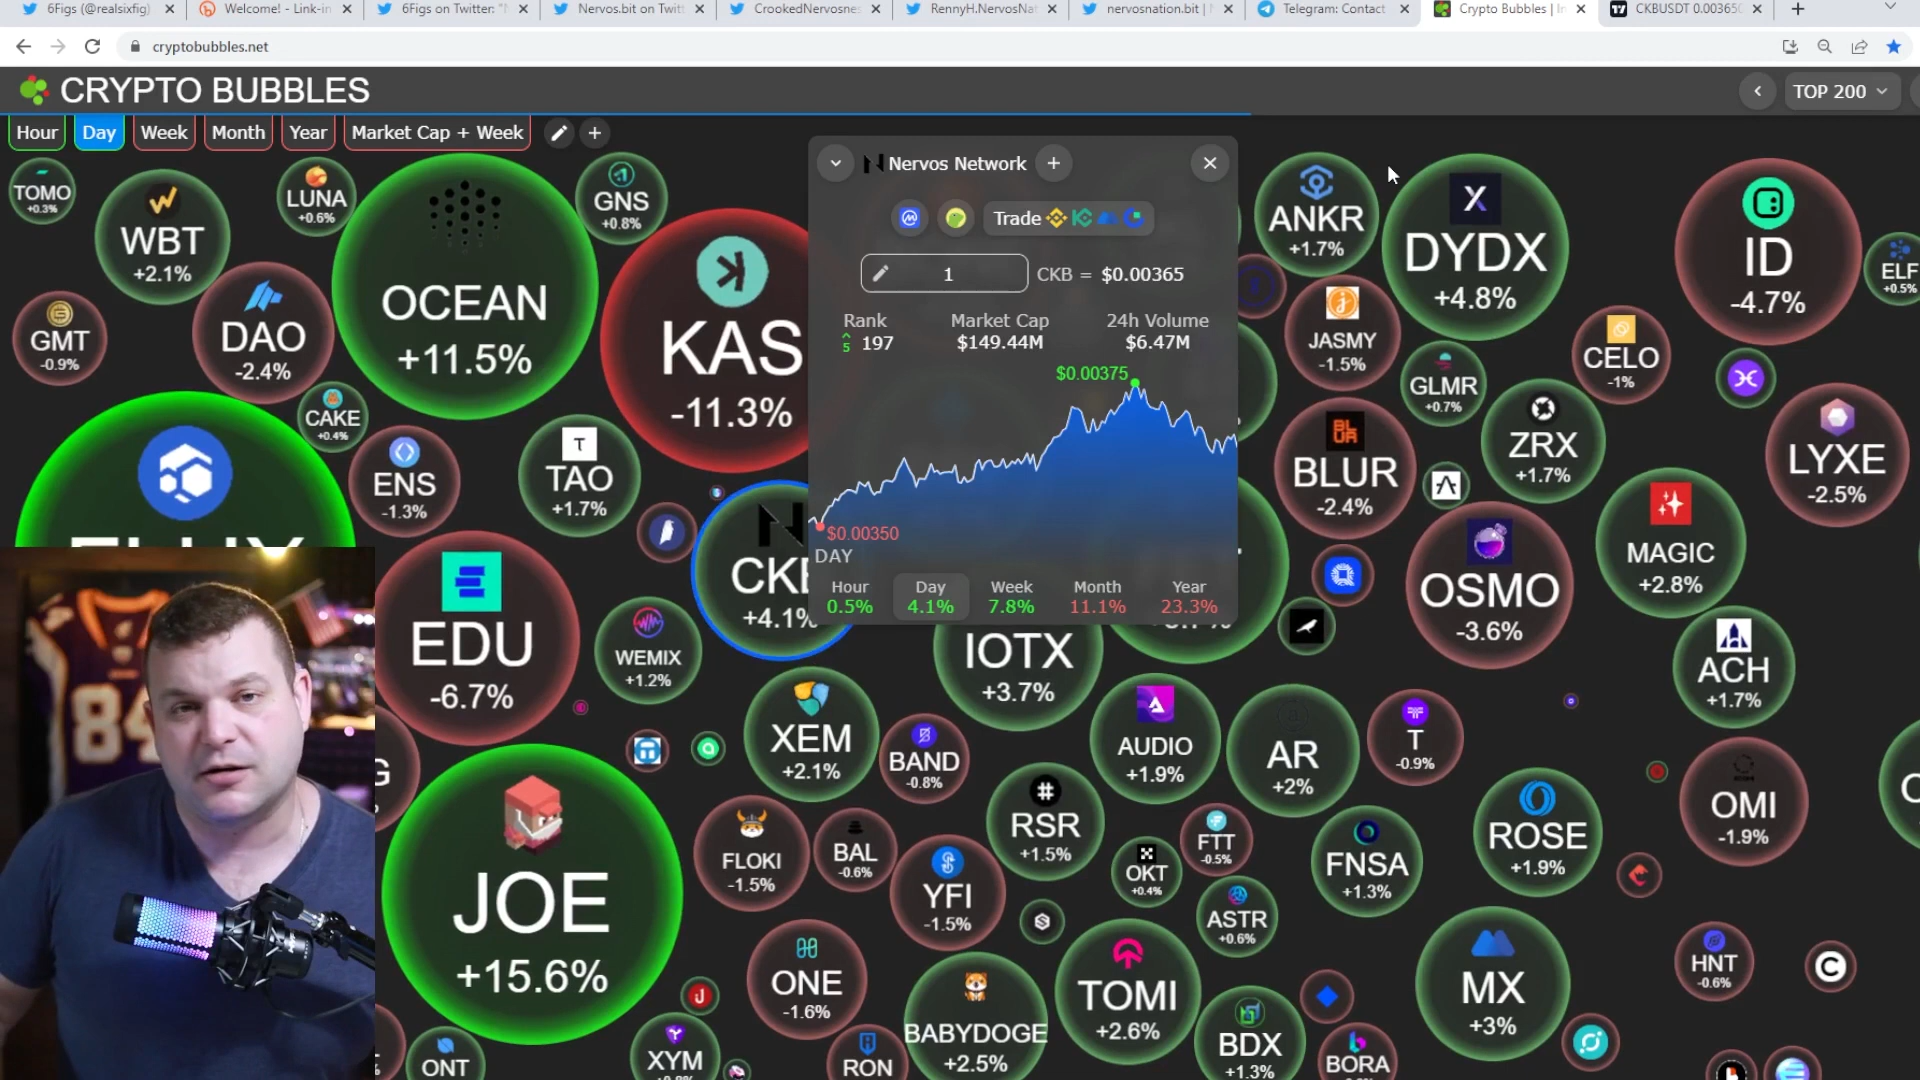 6Figs (@realsixfig)
Welcome! - Link-in
6Figs on Twitter: "N
Nervos.bit on Twitt
CrookedNervosnes
RennyH.NervosNat
nervosnation.bit | N
Telegram: Contact
Crypto Bubbles | In
CKBUSDT 0.003650
cryptobubbles.net
CRYPTO BUBBLES
TOP 200
Hour
Day
Week
Month
Year
Market Cap + Week
Nervos Network
Trade
1
CKB = $0.00365
Rank
Market Cap
24h Volume
5
197
$149.44M
$6.47M
$0.00375
$0.00350
DAY
Hour
Day
Week
Month
Year
0.5%
4.1%
7.8%
11.1%
23.3%
TOMO
+0.3%
WBT
+2.1%
LUNA
+0.6%
OCEAN
+11.5%
GNS
+0.8%
KAS
-11.3%
GMT
-0.9%
DAO
-2.4%
CAKE
+0.4%
ENS
-1.3%
T
TAO
+1.7%
ANKR
+1.7%
X
DYDX
+4.8%
ID
-4.7%
ELF
+0.5%
JASMY
-1.5%
GLMR
+0.7%
CELO
-1%
ZRX
+1.7%
LYXE
-2.5%
BLUR
-2.4%
MAGIC
+2.8%
OSMO
-3.6%
ACH
+1.7%
EDU
-6.7%
WEMIX
+1.2%
+4.1%
IOTX
+3.7%
XEM
+2.1%
BAND
-0.8%
AUDIO
+1.9%
AR
+2%
T
-0.9%
OMI
-1.9%
84
JOE
+15.6%
FLOKI
-1.5%
BAL
-0.6%
YFI
-1.5%
RSR
+1.5%
OKT
+0.4%
FTT
-0.5%
FNSA
+1.3%
ROSE
+1.9%
ASTR
+0.6%
ONE
-1.6%
BABYDOGE
+2.5%
TOMI
+2.6%
MX
+3%
HNT
-0.6%
ONT
XYM
RON
BDX
+1.3%
BORA